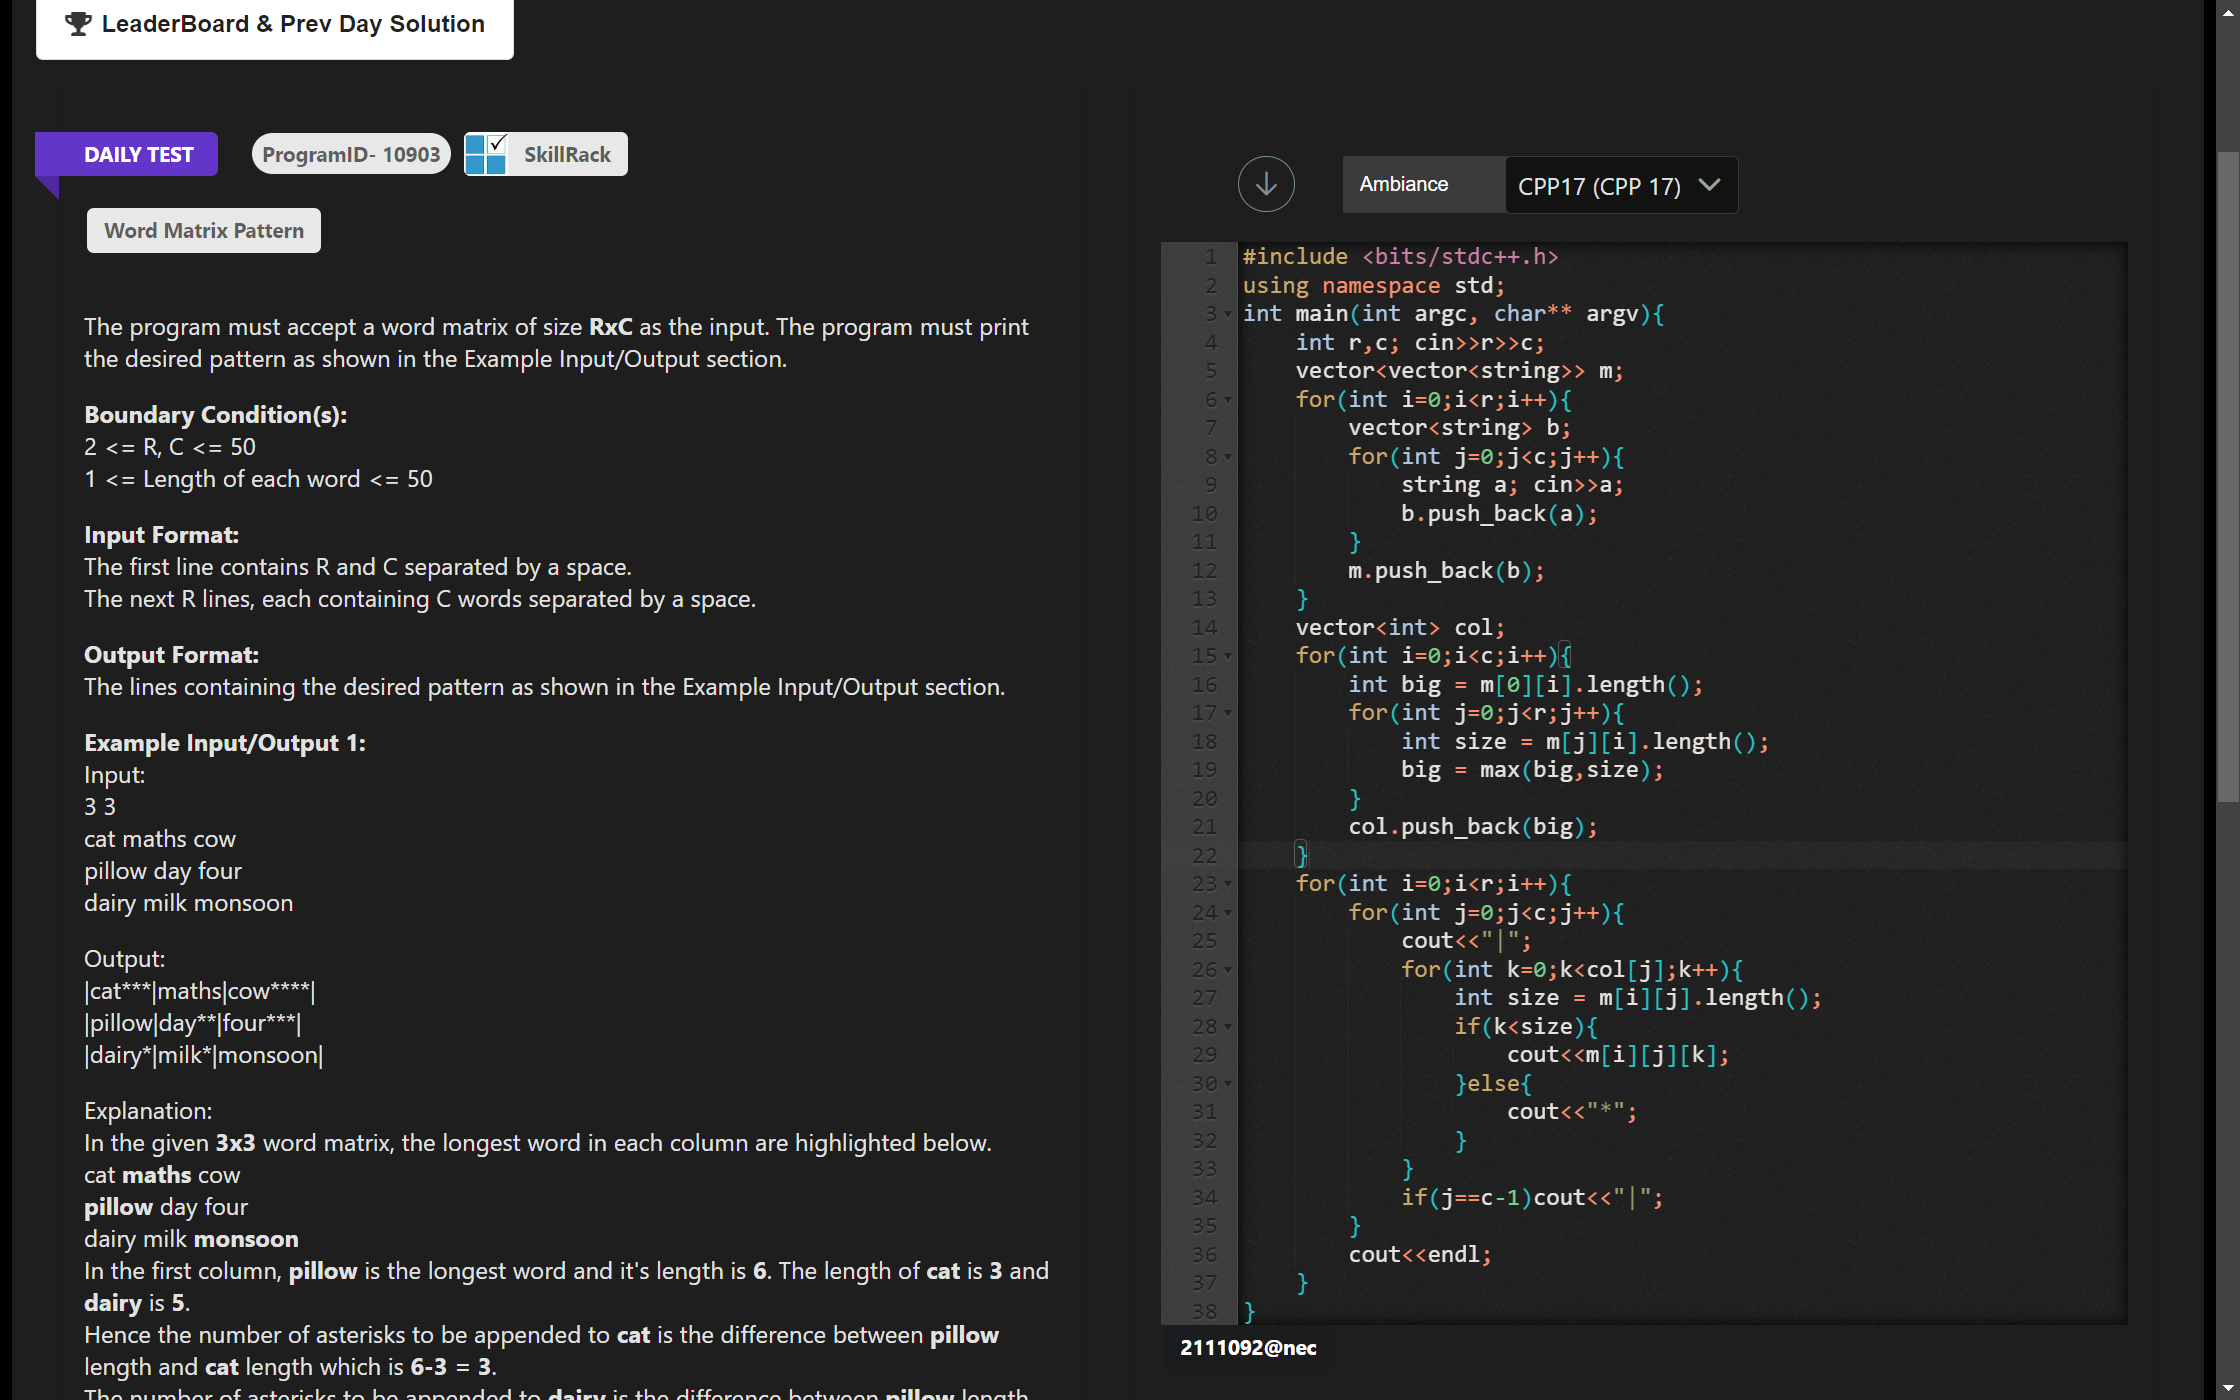 LeaderBoard & Prev Day Solution
DAILY TEST
ProgramID- 10903
SkillRack
Word Matrix Pattern
The program must accept a word matrix of size RxC as the input. The program must print
the desired pattern as shown in the Example Input/Output section.
Boundary Condition(s):
2 <= R, C <= 50
1 <= Length of each word <= 50
Input Format:
The first line contains R and C separated by a space.
The next R lines, each containing C words separated by a space.
Output Format:
The lines containing the desired pattern as shown in the Example Input/Output section.
Example Input/Output 1:
Input:
3 3
cat maths cow
pillow day four
dairy milk monsoon
Output:
|cat***|maths|cow****|
|pillow|day**|four***|
|dairy*|milk*|monsoon|
Explanation:
In the given 3x3 word matrix, the longest word in each column are highlighted below.
cat maths cow
pillow day four
dairy milk monsoon
In the first column, pillow is the longest word and it's length is 6. The length of cat is 3 and
dairy is 5.
Hence the number of asterisks to be appended to cat is the difference between pillow
length and cat length which is 6-3 = 3.
The number of asterisks to be appended to dairy is the difference between pillow length
Ambiance
CPP17 (CPP 17)
1 #include <bits/stdc++.h>
2 using namespace std;
3 int main(int argc, char** argv){
4     int r,c; cin>>r>>c;
5     vector<vector<string>> m;
6     for(int i=0;i<r;i++){
7         vector<string> b;
8         for(int j=0;j<c;j++){
9             string a; cin>>a;
10             b.push_back(a);
11         }
12         m.push_back(b);
13     }
14     vector<int> col;
15     for(int i=0;i<c;i++){
16         int big = m[0][i].length();
17         for(int j=0;j<r;j++){
18             int size = m[j][i].length();
19             big = max(big,size);
20         }
21         col.push_back(big);
22     }
23     for(int i=0;i<r;i++){
24         for(int j=0;j<c;j++){
25             cout<<"|";
26             for(int k=0;k<col[j];k++){
27                 int size = m[i][j].length();
28                 if(k<size){
29                     cout<<m[i][j][k];
30                 }else{
31                     cout<<"*";
32                 }
33             }
34             if(j==c-1)cout<<"|";
35         }
36         cout<<endl;
37     }
38 }
2111092@nec